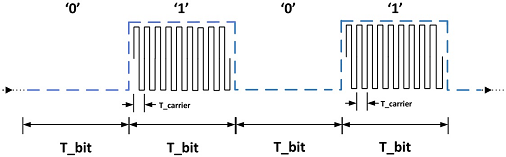 ‘0’ ‘1’ ‘0’ ‘1’
T_carrier T_carrier
T_bit T_bit T_bit T_bit